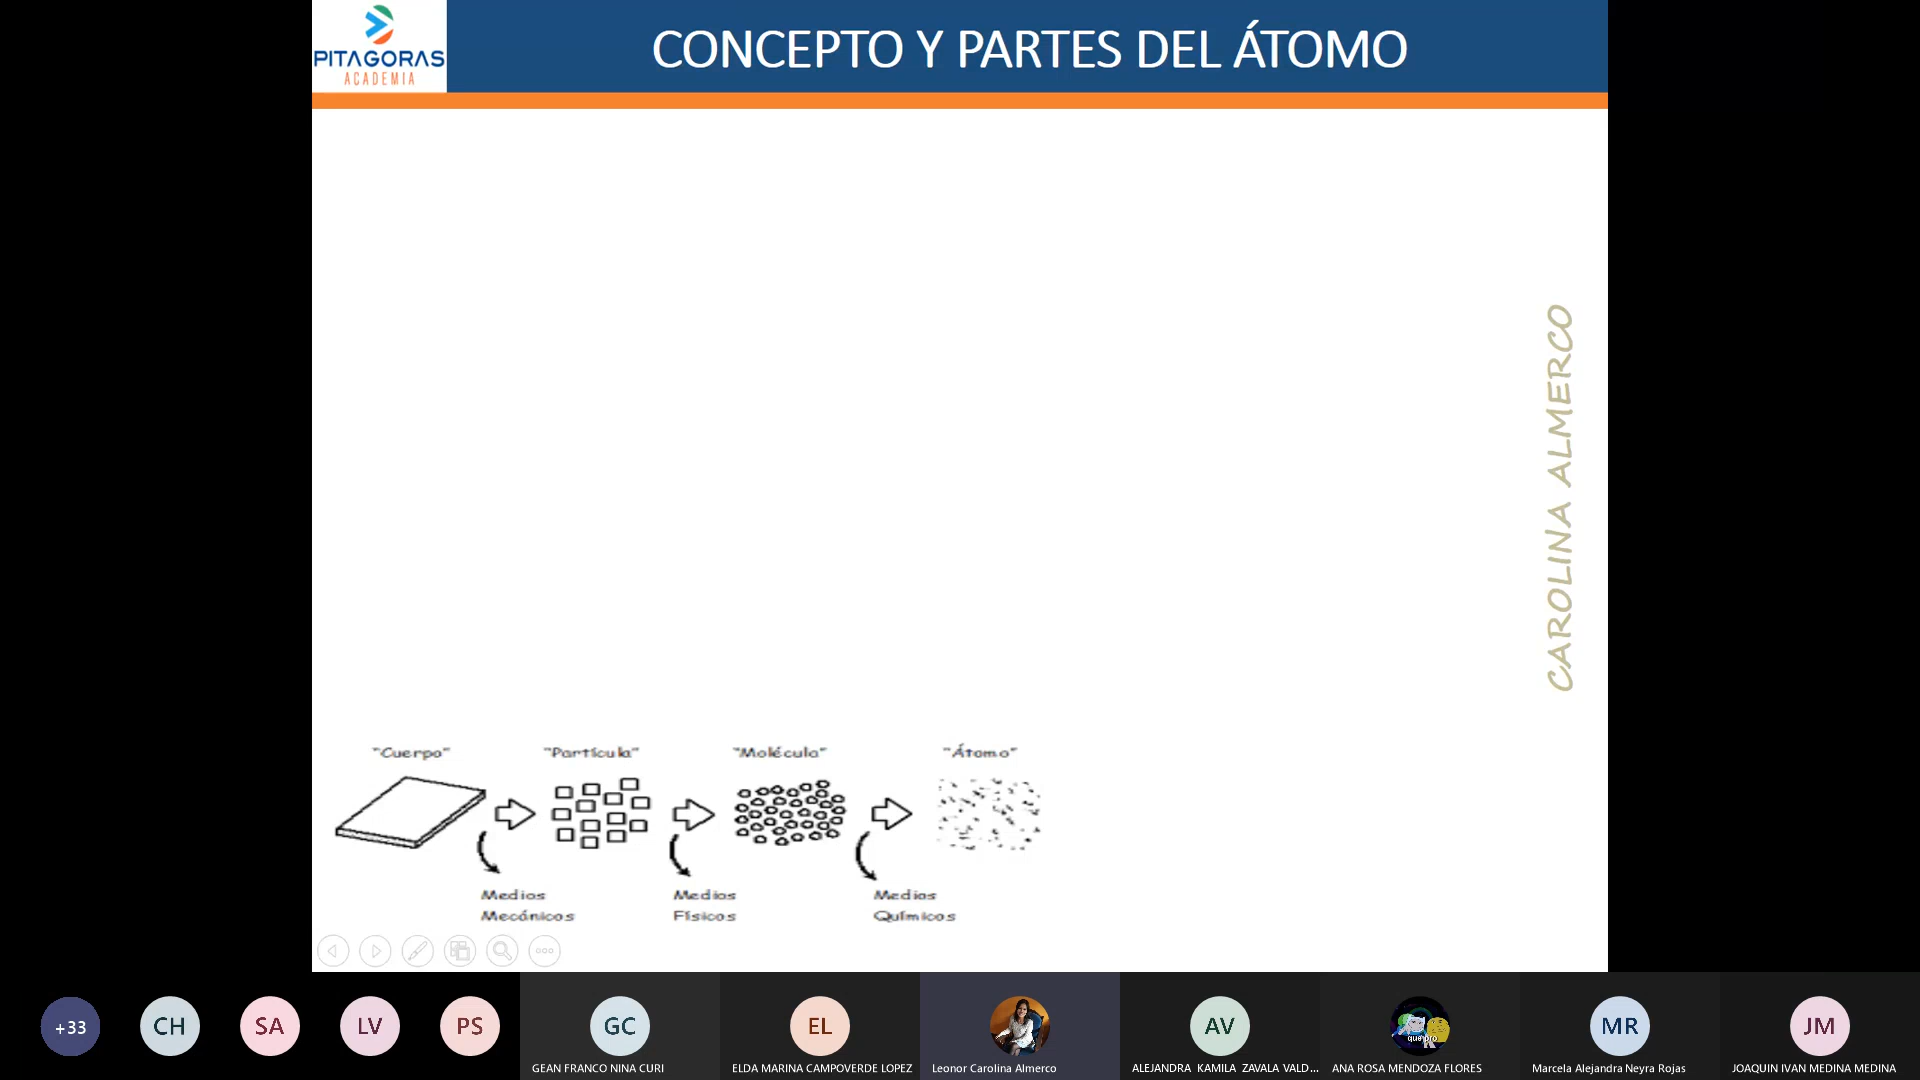 PITAGORAS
ACADEMIA
CONCEPTO Y PARTES DEL ÁTOMO
CAROLINA ALMERCO
"Cuerpo" "Partícula" "Molécula" "Átomo"
Medios Medios Medios
Mecánicos Físicos Químicos
+33 CH SA LV PS GC EL AV que pro MR JM
GEAN FRANCO NINA CURI ELDA MARINA CAMPOVERDE LOPEZ Leonor Carolina Almerco ALEJANDRA KAMILA ZAVALA VALD... ANA ROSA MENDOZA FLORES Marcela Alejandra Neyra Rojas JOAQUIN IVAN MEDINA MEDINA